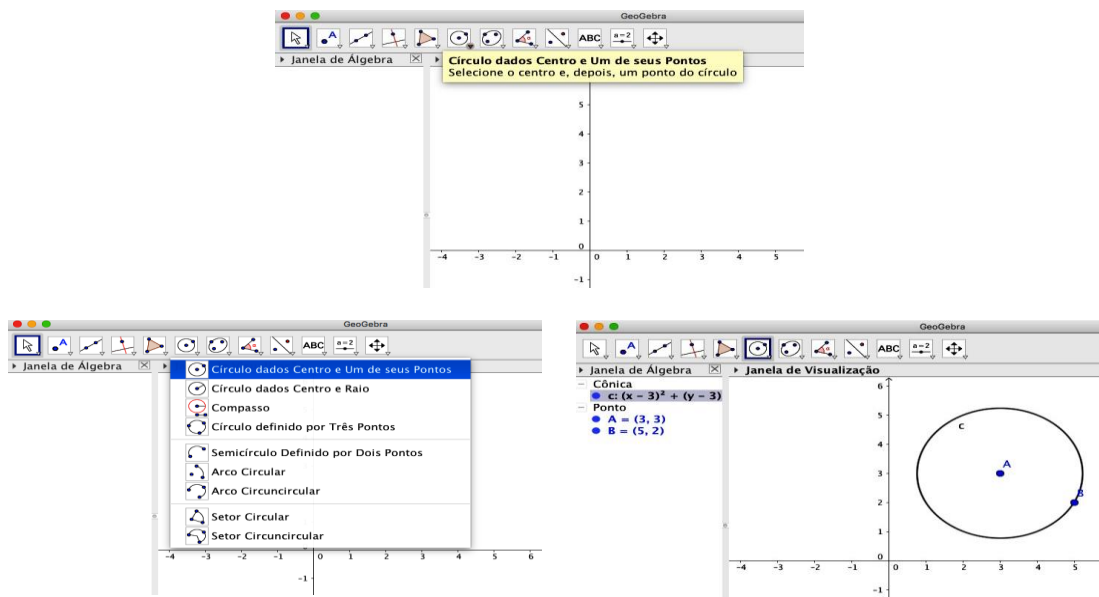 GeoGebra
A
ABC
a=2
Janela de Álgebra
Círculo dados Centro e Um de seus Pontos
Selecione o centro e, depois, um ponto do círculo
5
4
3
2
1
0
-4 -3 -2 -1 0 1 2 3 4 5
-1
GeoGebra
A
ABC
a=2
Janela de Álgebra
Círculo dados Centro e Um de seus Pontos
Círculo dados Centro e Raio
Compasso
Círculo definido por Três Pontos
Semicírculo Definido por Dois Pontos
Arco Circular
Arco Circuncircular
Setor Circular
Setor Circuncircular
-4 -3 -2 -1 0 1 2 3 4 5 6
-1
GeoGebra
A
ABC
a=2
Janela de Álgebra
Janela de Visualização
Cônica
c: (x – 3)² + (y – 3)
Ponto
A = (3, 3)
B = (5, 2)
6
5
c
4
A
3
B
2
1
0
-4 -3 -2 -1 0 1 2 3 4 5
-1